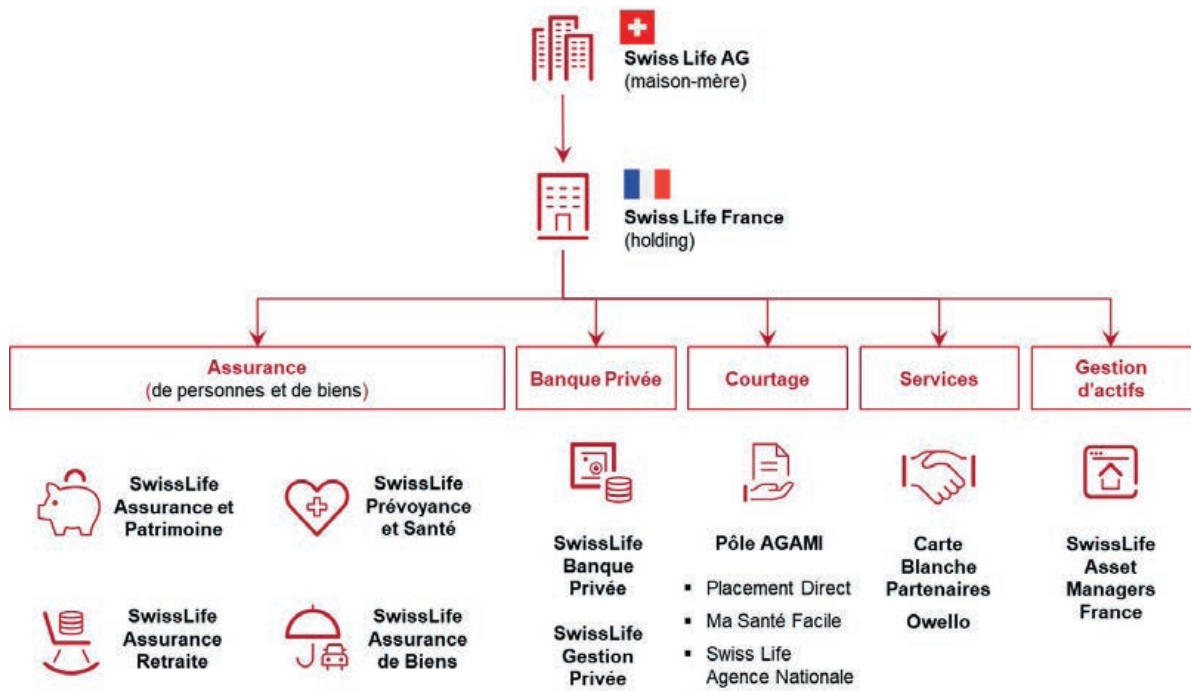 Swiss Life AG
(maison-mère)
Swiss Life France
(holding)
Assurance
(de personnes et de biens)
Banque Privée
Courtage
Services
Gestion
d'actifs
SwissLife
Assurance et
Patrimoine
SwissLife
Prévoyance
et Santé
SwissLife
Assurance
Retraite
SwissLife
Assurance
de Biens
SwissLife
Banque
Privée
SwissLife
Gestion
Privée
Pôle AGAMI
▪ Placement Direct
▪ Ma Santé Facile
▪ Swiss Life
Agence Nationale
Carte
Blanche
Partenaires
Owello
SwissLife
Asset
Managers
France